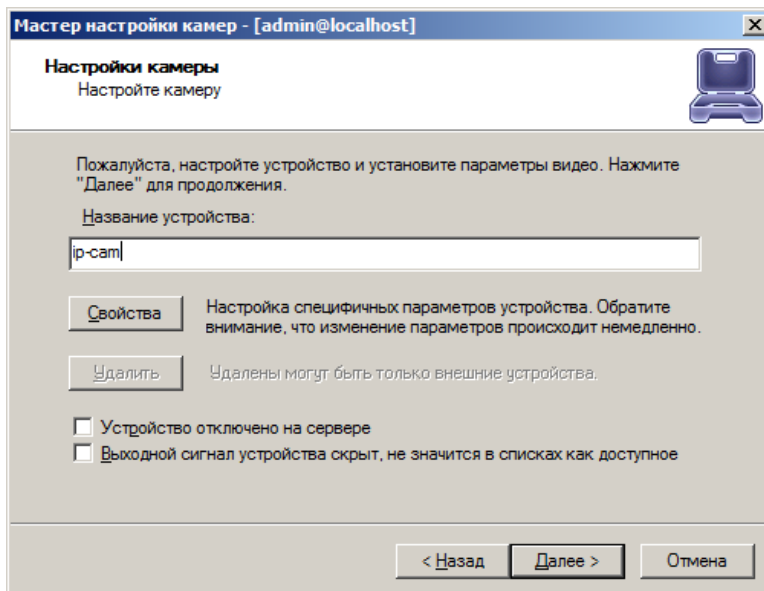 Мастер настройки камер - [admin@localhost]
Настройки камеры
Настройте камеру
Пожалуйста, настройте устройство и установите параметры видео. Нажмите
"Далее" для продолжения.
Название устройства:
ip-cam
Свойства
Настройка специфичных параметров устройства. Обратите
внимание, что изменение параметров происходит немедленно.
Удалить
Удалены могут быть только внешние устройства.
Устройство отключено на сервере
Выходной сигнал устройства скрыт, не значится в списках как доступное
< Назад
Далее >
Отмена